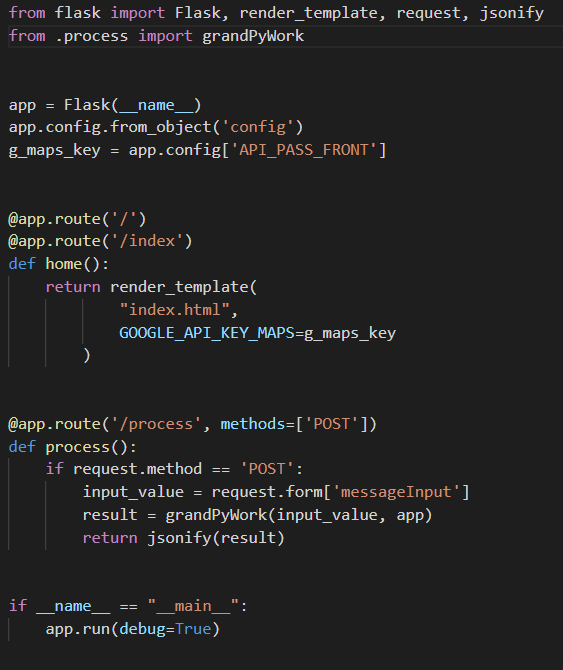 from flask import Flask, render_template, request, jsonify
from .process import grandPyWork
app = Flask(__name__)
app.config.from_object('config')
g_maps_key = app.config['API_PASS_FRONT']
@app.route('/')
@app.route('/index')
def home():
    return render_template(
            "index.html",
            GOOGLE_API_KEY_MAPS=g_maps_key
        )
@app.route('/process', methods=['POST'])
def process():
    if request.method == 'POST':
        input_value = request.form['messageInput']
        result = grandPyWork(input_value, app)
        return jsonify(result)
if __name__ == "__main__":
    app.run(debug=True)